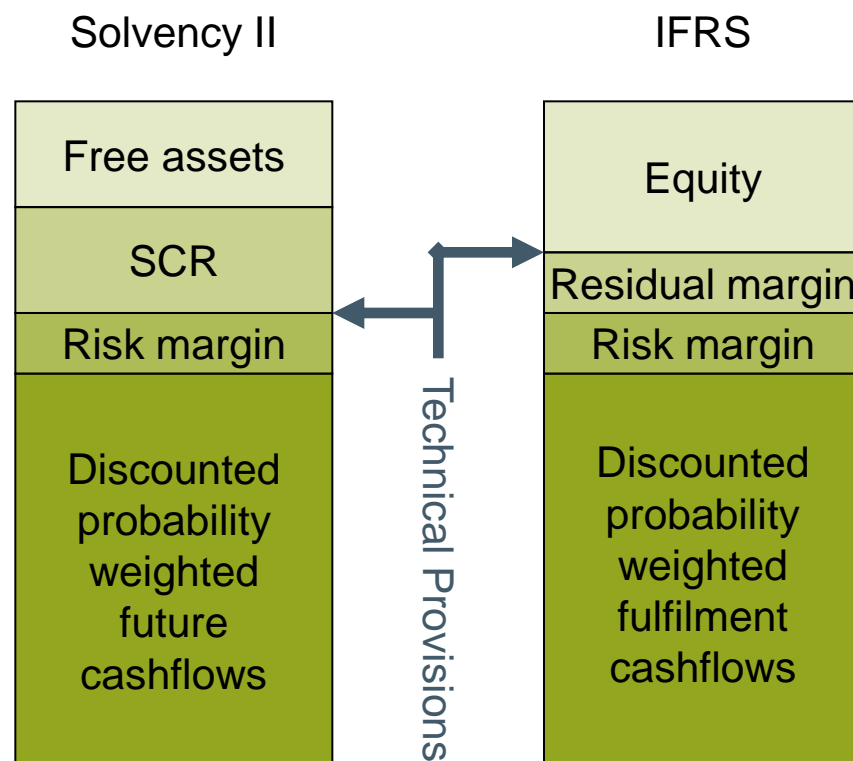 Solvency II
Free assets
SCR
Risk margin
Discounted
probability
weighted
future
cashflows
Technical Provisions
IFRS
Equity
Residual margin
Risk margin
Discounted
probability
weighted
fulfilment
cashflows